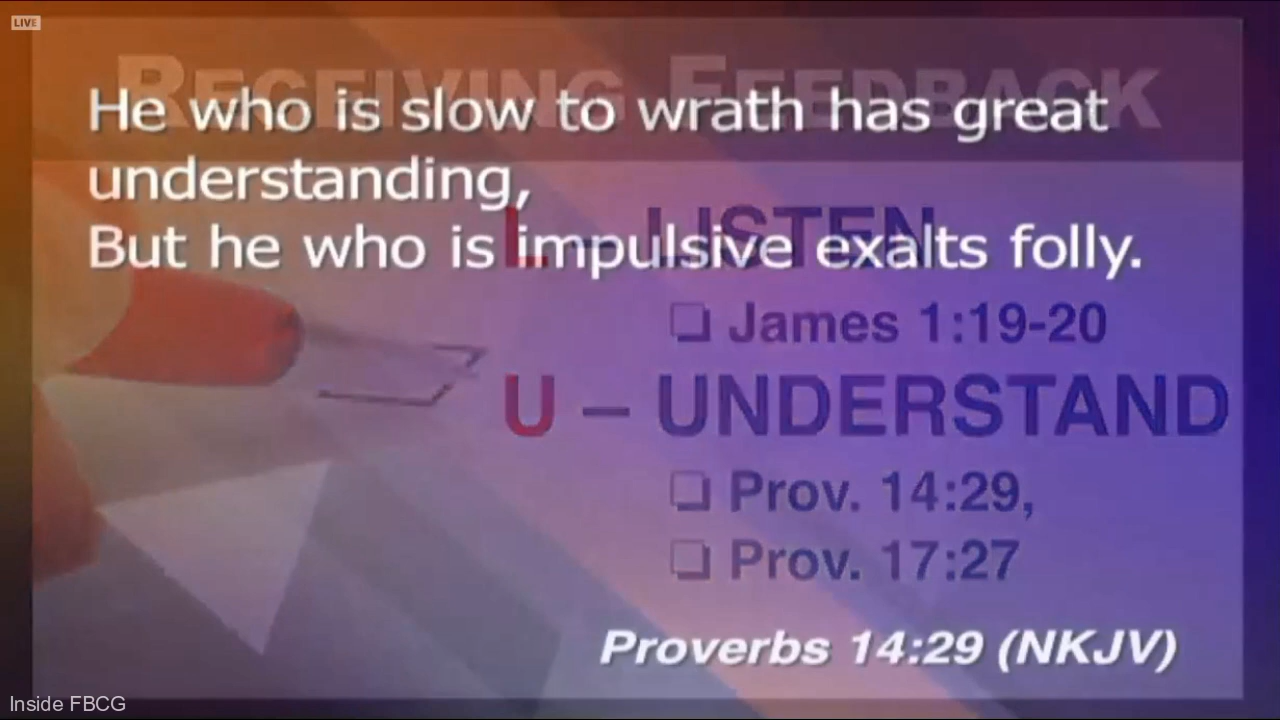 LIVE
RECEIVING FEEDBACK
He who is slow to wrath has great
understanding,
But he who is impulsive exalts folly.
L – LISTEN
❏ James 1:19-20
U – UNDERSTAND
❏ Prov. 14:29,
❏ Prov. 17:27
Proverbs 14:29 (NKJV)
Inside FBCG